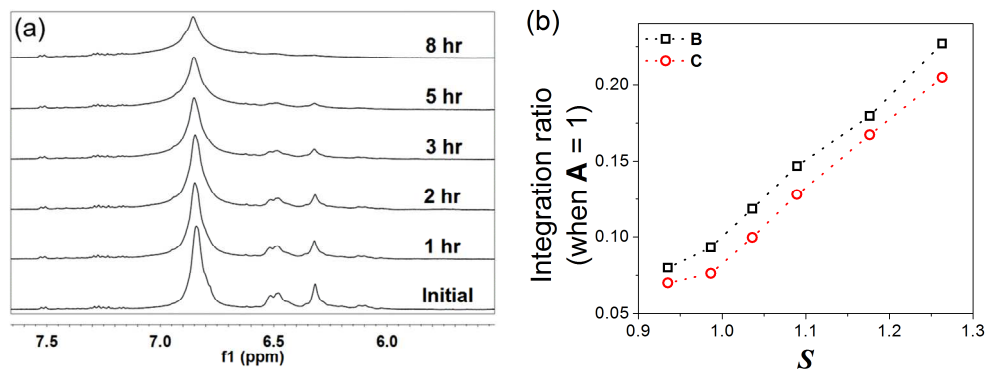 (a)
8 hr
5 hr
3 hr
2 hr
1 hr
Initial
7.5 7.0 6.5 6.0
f1 (ppm)
(b)
B
C
Integration ratio
(when A = 1)
0.20
0.15
0.10
0.05
0.9 1.0 1.1 1.2 1.3
S